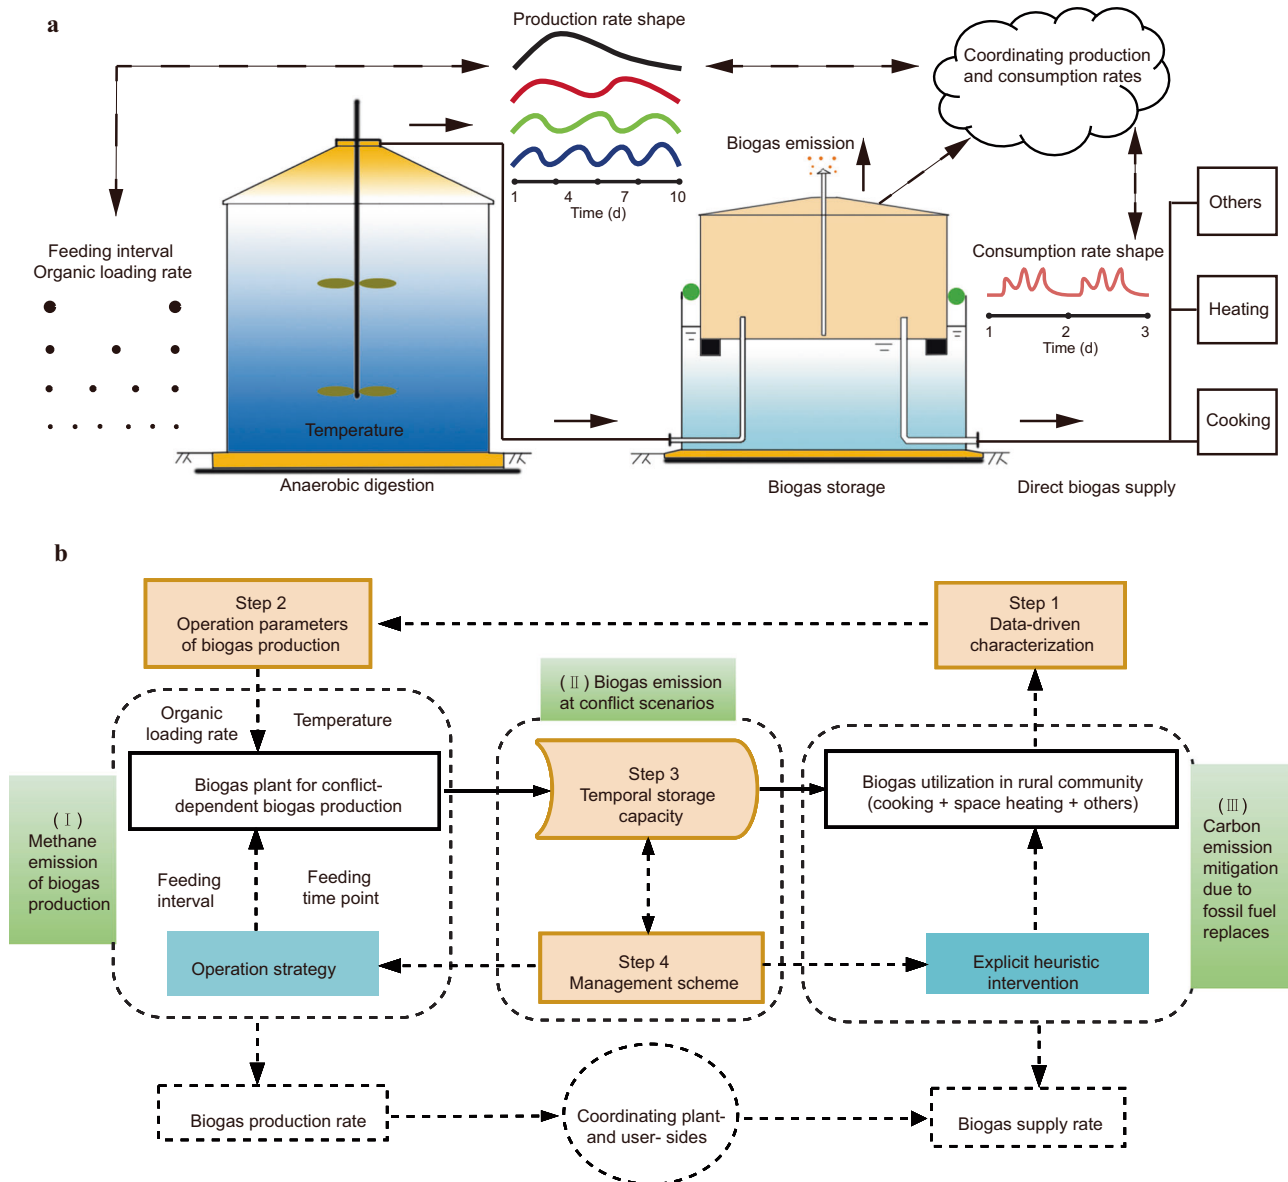 a
Production rate shape
Coordinating production
and consumption rates
Biogas emission
1 4 7 10
Time (d)
Others
Feeding interval
Organic loading rate
Consumption rate shape
Heating
1 2 3
Time (d)
Temperature
Cooking
Anaerobic digestion
Biogas storage
Direct biogas supply
b
Step 2
Operation parameters
of biogas production
Step 1
Data-driven
characterization
(Ⅱ) Biogas emission
at conflict scenarios
Organic
loading rate
Temperature
Biogas plant for conflict-
dependent biogas production
Step 3
Temporal storage
capacity
Biogas utilization in rural community
(cooking + space heating + others)
(Ⅰ)
Methane
emission
of biogas
production
(Ⅲ)
Carbon
emission
mitigation
due to
fossil fuel
replaces
Feeding
interval
Feeding
time point
Operation strategy
Step 4
Management scheme
Explicit heuristic
intervention
Biogas production rate
Coordinating plant-
and user- sides
Biogas supply rate